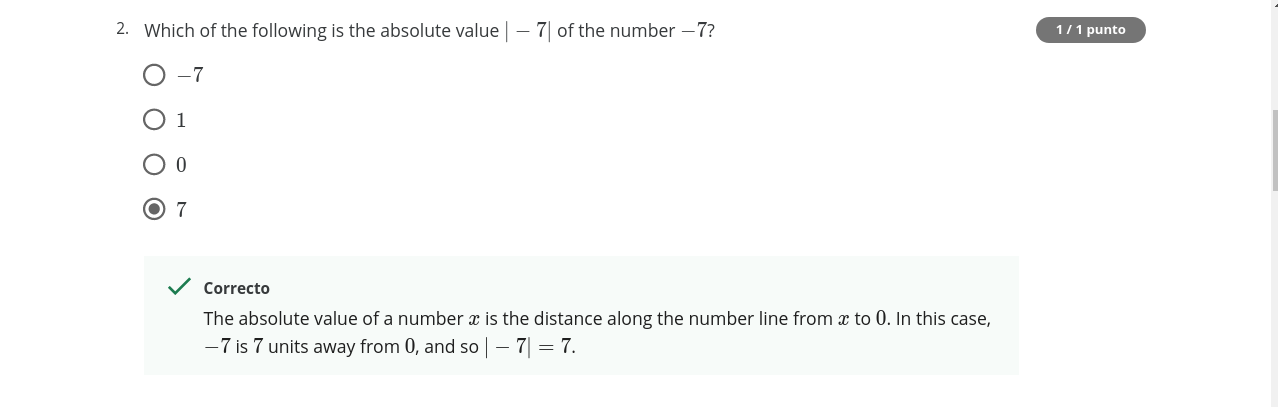 2. Which of the following is the absolute value | − 7| of the number −7?
1 / 1 punto
−7
1
0
7
Correcto
The absolute value of a number x is the distance along the number line from x to 0. In this case,
−7 is 7 units away from 0, and so | − 7| = 7.